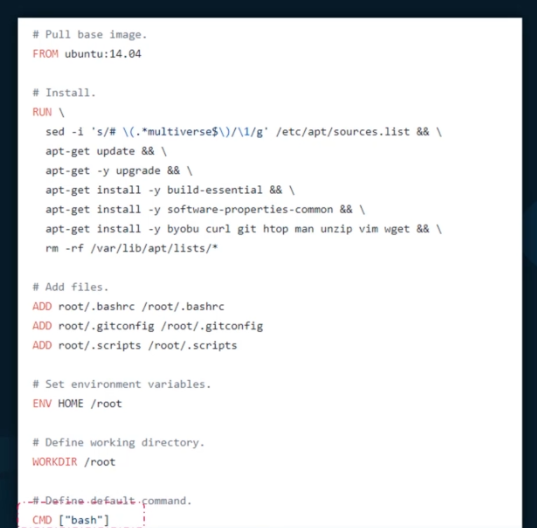 # Pull base image.
FROM ubuntu:14.04
# Install.
RUN \
sed -i 's/# \(.*multiverse$\)/\1/g' /etc/apt/sources.list && \
apt-get update && \
apt-get -y upgrade && \
apt-get install -y build-essential && \
apt-get install -y software-properties-common && \
apt-get install -y byobu curl git htop man unzip vim wget && \
rm -rf /var/lib/apt/lists/*
# Add files.
ADD root/.bashrc /root/.bashrc
ADD root/.gitconfig /root/.gitconfig
ADD root/.scripts /root/.scripts
# Set environment variables.
ENV HOME /root
# Define working directory.
WORKDIR /root
# Define default command.
CMD ["bash"]